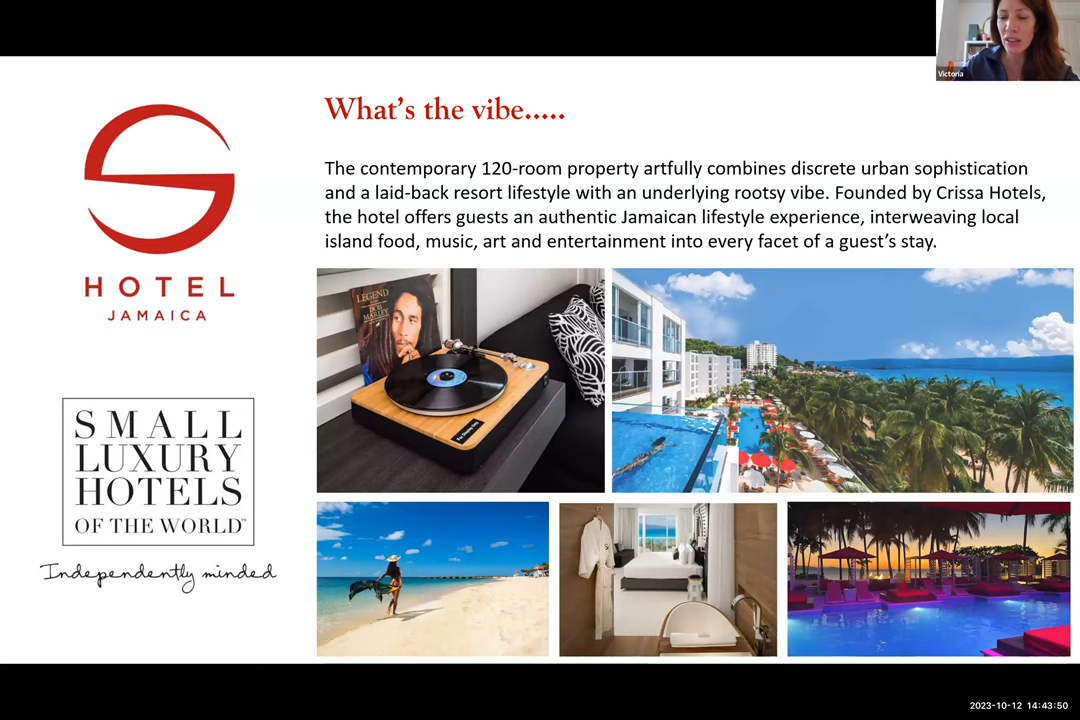 Victoria
What's the vibe.....
The contemporary 120-room property artfully combines discrete urban sophistication
and a laid-back resort lifestyle with an underlying rootsy vibe. Founded by Crissa Hotels,
the hotel offers guests an authentic Jamaican lifestyle experience, interweaving local
island food, music, art and entertainment into every facet of a guest's stay.
S
HOTEL
JAMAICA
LEGEND
BOB
MARLEY
SMALL
LUXURY
HOTELS
OF THE WORLD™
Independently minded
2023-10-12 14:43:50